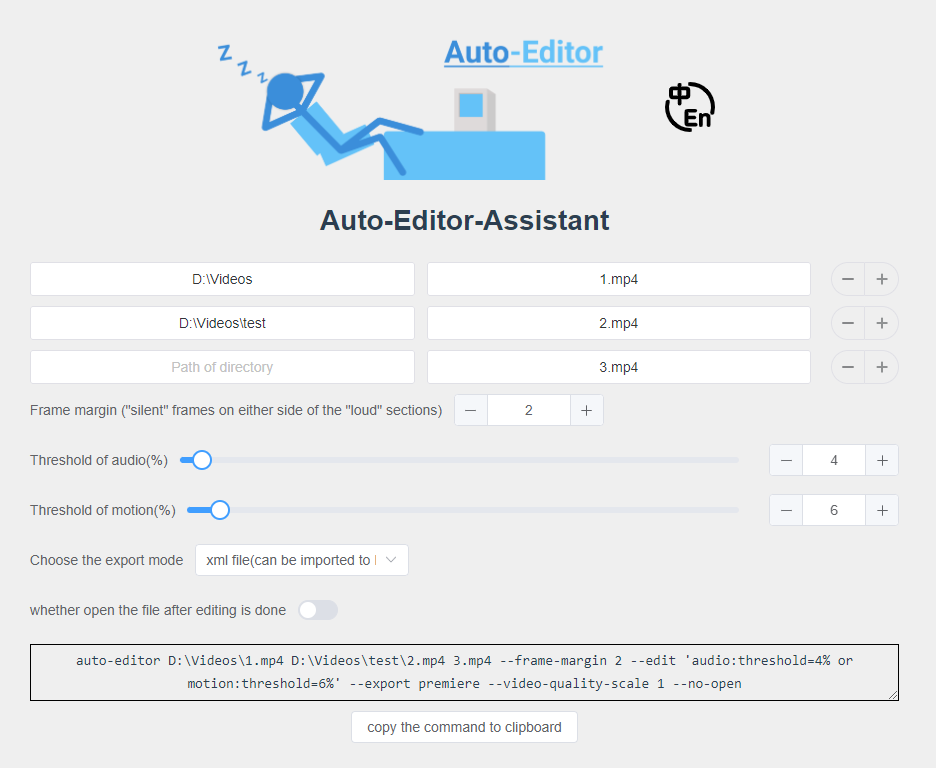 z z z
Auto-Editor
中
En
Auto-Editor-Assistant
D:\Videos 1.mp4
D:\Videos\test 2.mp4
Path of directory 3.mp4
Frame margin ("silent" frames on either side of the "loud" sections) 2
Threshold of audio(%) 4
Threshold of motion(%) 6
Choose the export mode xml file(can be imported to
whether open the file after editing is done
auto-editor D:\Videos\1.mp4 D:\Videos\test\2.mp4 3.mp4 --frame-margin 2 --edit 'audio:threshold=4% or
motion:threshold=6%' --export premiere --video-quality-scale 1 --no-open
copy the command to clipboard